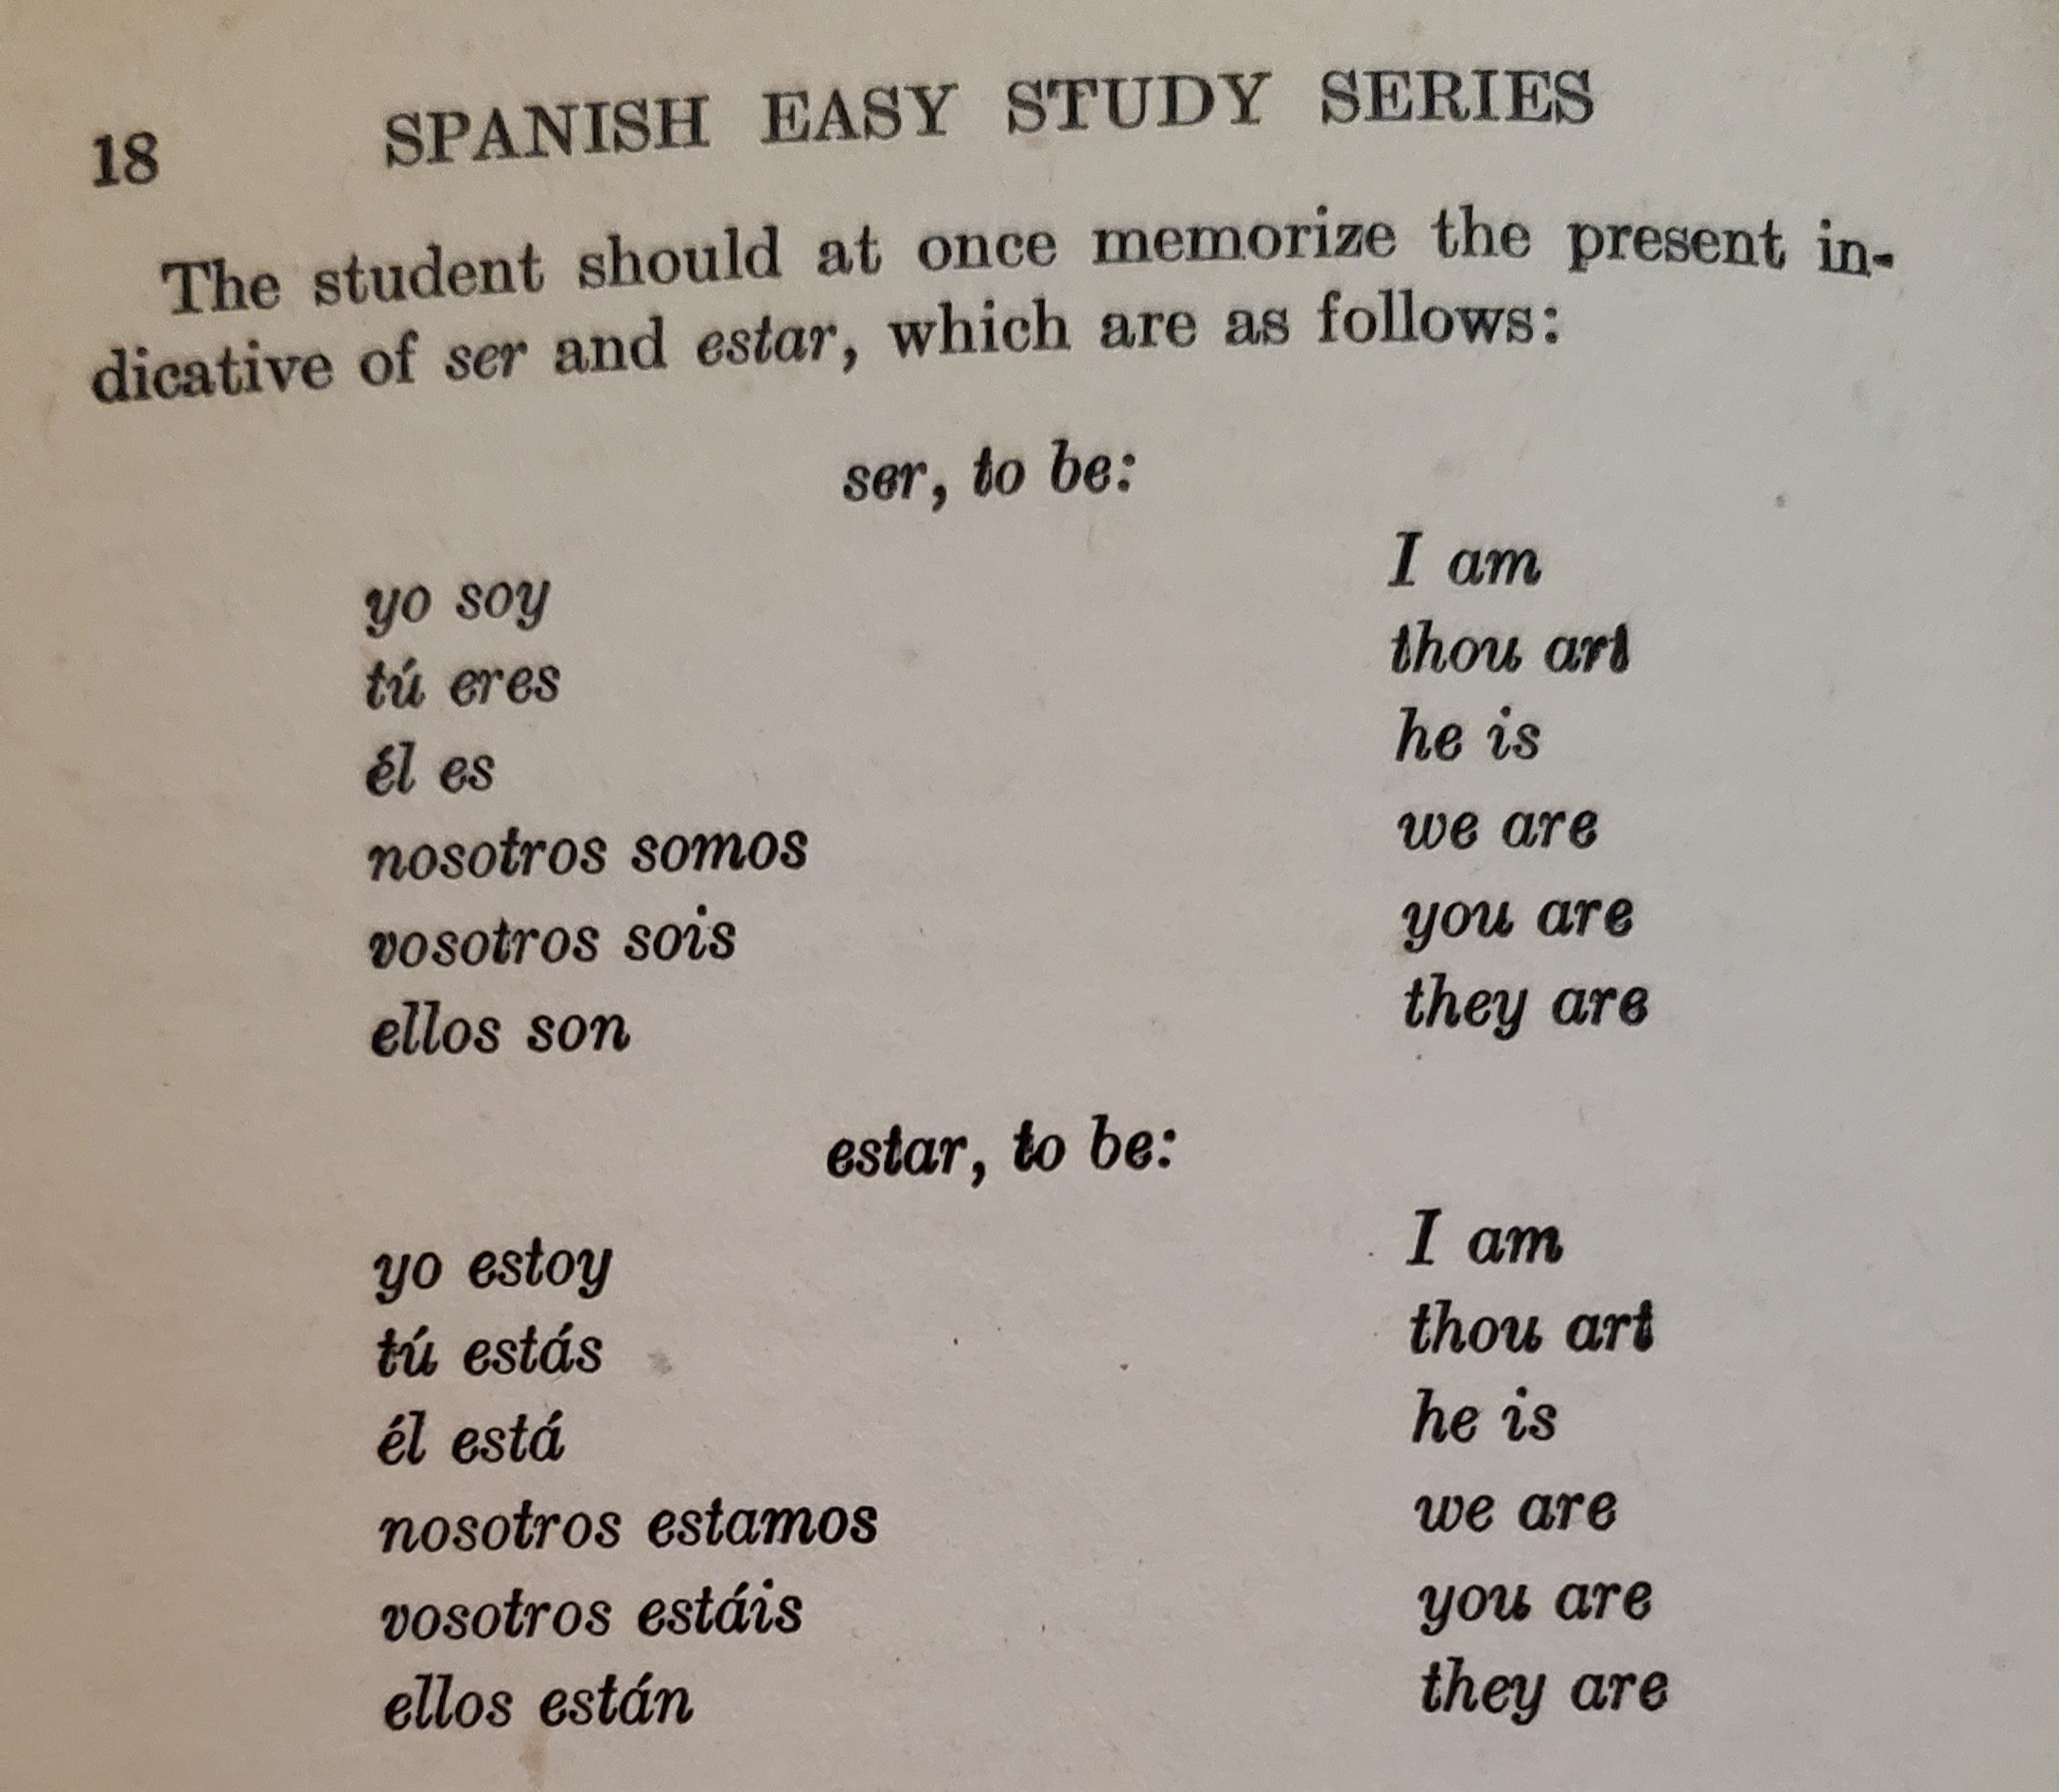 18 SPANISH EASY STUDY SERIES
The student should at once memorize the present in-
dicative of ser and estar, which are as follows:
ser, to be:
yo soy I am
tú eres thou art
él es he is
nosotros somos we are
vosotros sois you are
ellos son they are
estar, to be:
yo estoy I am
tú estás thou art
él está he is
nosotros estamos we are
vosotros estáis you are
ellos están they are